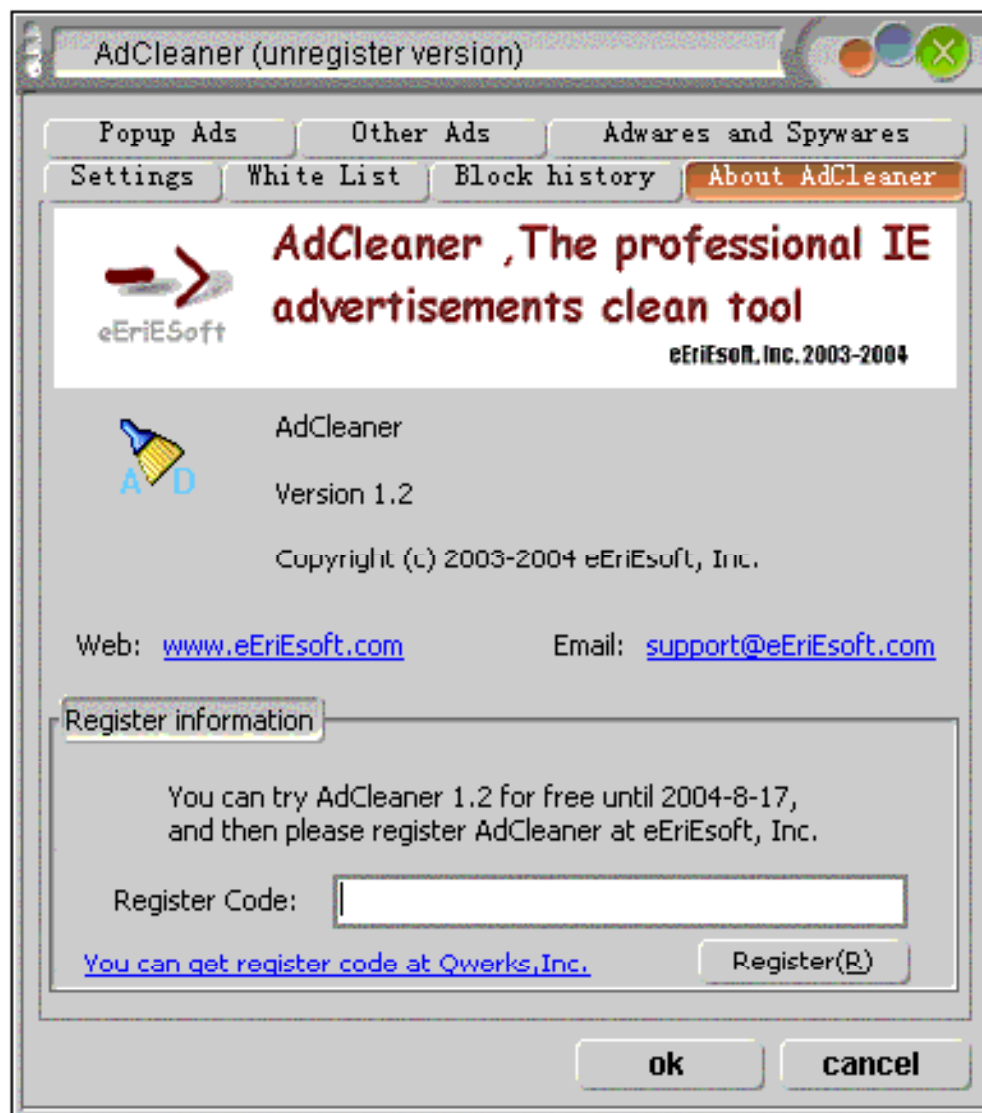 AdCleaner (unregister version)
Popup Ads Other Ads Adwares and Spywares
Settings White List Block history About AdCleaner
AdCleaner ,The professional IE
advertisements clean tool
eEriESoft
eEriEsoft, Inc. 2003-2004
AdCleaner
A D
Version 1.2
Copyright (c) 2003-2004 eEriEsoft, Inc.
Web: www.eEriEsoft.com Email: support@eEriEsoft.com
Register information
You can try AdCleaner 1.2 for free until 2004-8-17,
and then please register AdCleaner at eEriEsoft, Inc.
Register Code:
You can get register code at Qwerks,Inc. Register(R)
ok cancel